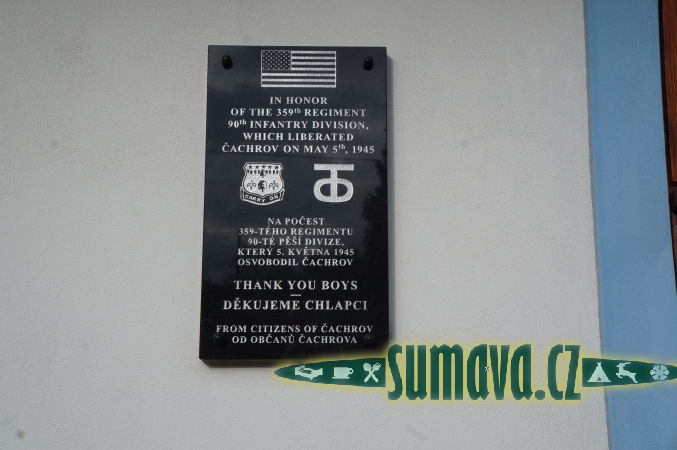 IN HONOR
OF THE 359th REGIMENT
90th INFANTRY DIVISION,
WHICH LIBERATED
ČACHROV ON MAY 5th, 1945
CARRY ON
NA POČEST
359-TÉHO REGIMENTU
90-TÉ PĚŠÍ DIVIZE,
KTERÝ 5. KVĚTNA 1945
OSVOBODIL ČACHROV
THANK YOU BOYS
—
DĚKUJEME CHLAPCI
FROM CITIZENS OF ČACHROV
OD OBČANŮ ČACHROVA
sumava.cz